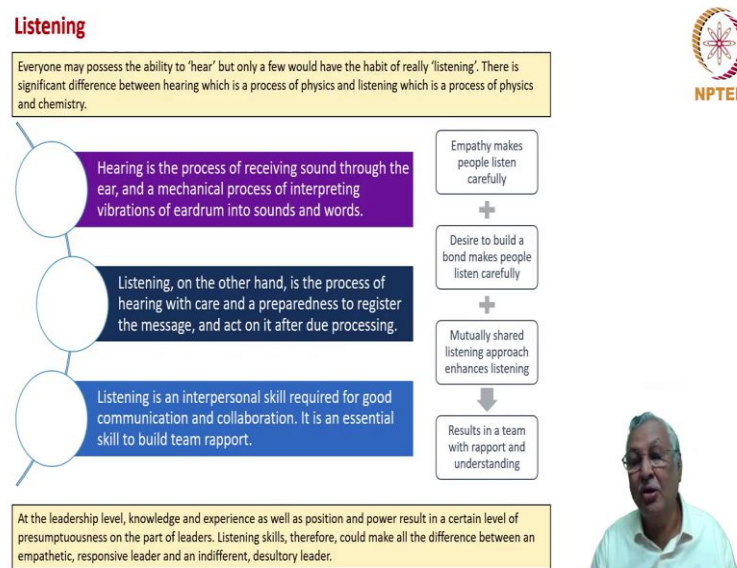 Listening
NPTEL
Everyone may possess the ability to ‘hear’ but only a few would have the habit of really ‘listening’. There is
significant difference between hearing which is a process of physics and listening which is a process of physics
and chemistry.
Hearing is the process of receiving sound through the
ear, and a mechanical process of interpreting
vibrations of eardrum into sounds and words.
Listening, on the other hand, is the process of
hearing with care and a preparedness to register
the message, and act on it after due processing.
Listening is an interpersonal skill required for good
communication and collaboration. It is an essential
skill to build team rapport.
Empathy makes
people listen
carefully
Desire to build a
bond makes people
listen carefully
Mutually shared
listening approach
enhances listening
Results in a team
with rapport and
understanding
At the leadership level, knowledge and experience as well as position and power result in a certain level of
presumptuousness on the part of leaders. Listening skills, therefore, could make all the difference between an
empathetic, responsive leader and an indifferent, desultory leader.